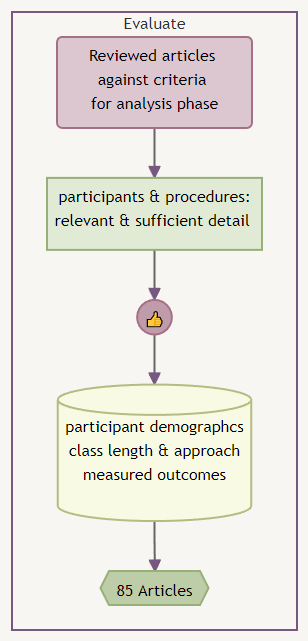 Evaluate
Reviewed articles
against criteria
for analysis phase
participants & procedures:
relevant & sufficient detail
participant demographcs
class length & approach
measured outcomes
85 Articles